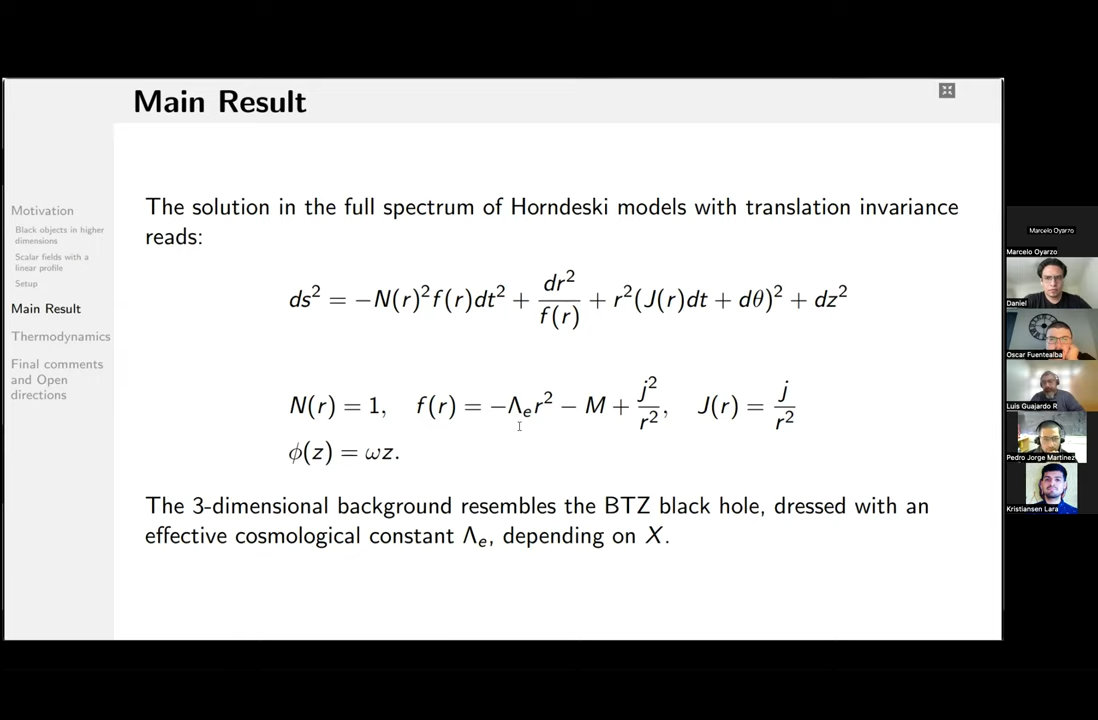 Main Result
Motivation
Black objects in higher
dimensions
Scalar fields with a
linear profile
Setup
Main Result
Thermodynamics
Final comments
and Open
directions
The solution in the full spectrum of Horndeski models with translation invariance
reads:
ds² = −N(r)²f(r)dt² + dr²/f(r) + r²(J(r)dt + dθ)² + dz²
N(r) = 1, f(r) = −Λₑr² − M + j²/r², J(r) = j/r²
ϕ(z) = ωz.
The 3-dimensional background resembles the BTZ black hole, dressed with an
effective cosmological constant Λₑ, depending on X.
Marcelo Oyarzo
Marcelo Oyarzo
Daniel
Oscar Fuentealba
Luis Guajardo R
Pedro Jorge Martinez
Kristiansen Lara